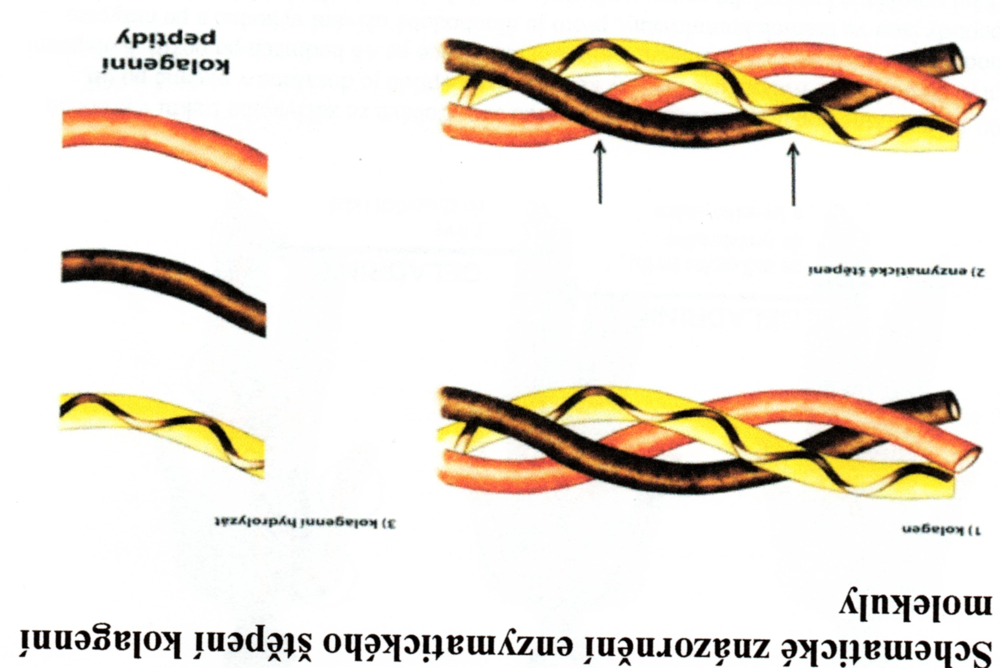 Schematické znázornění enzymatického štěpení kolagenní
molekuly
1) kolagen
3) kolagenní hydrolyzát
2) enzymatické štěpení
kolagenní
peptidy